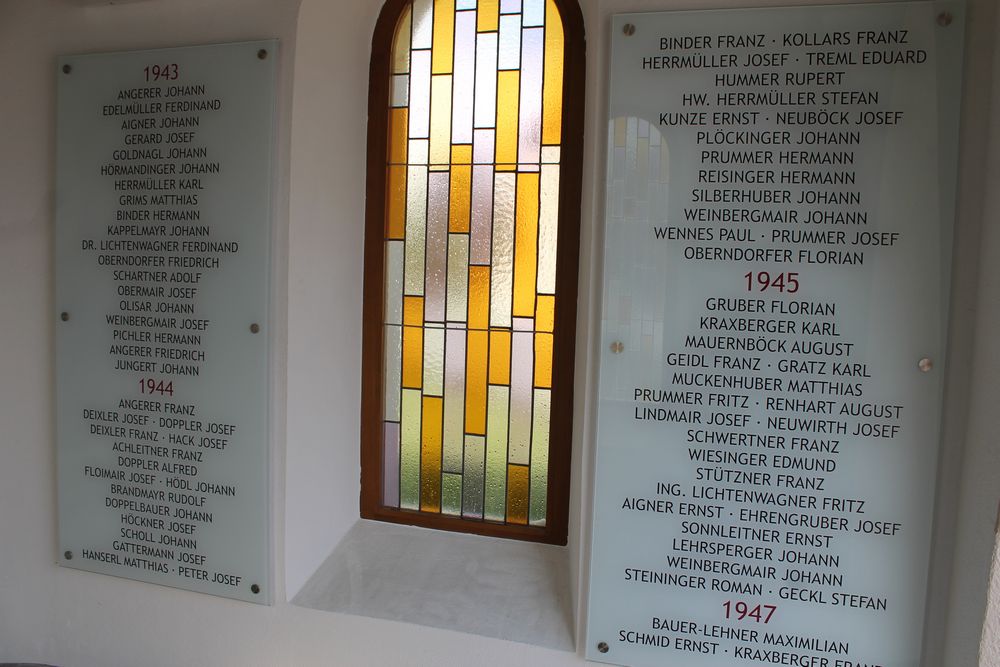 1943
ANGERER JOHANN
EDELMÜLLER FERDINAND
AIGNER JOHANN
GERARD JOSEF
GOLDNAGL JOHANN
HÖRMANDINGER JOHANN
HERRMÜLLER KARL
GRIMS MATTHIAS
BINDER HERMANN
KAPPELMAYR JOHANN
DR. LICHTENWAGNER FERDINAND
OBERNDORFER FRIEDRICH
SCHARTNER ADOLF
OBERMAIR JOSEF
OLISAR JOHANN
WEINBERGMAIR JOSEF
PICHLER HERMANN
ANGERER FRIEDRICH
JUNGERT JOHANN
1944
ANGERER FRANZ
DEIXLER JOSEF · DOPPLER JOSEF
DEIXLER FRANZ · HACK JOSEF
ACHLEITNER FRANZ
DOPPLER ALFRED
FLOIMAIR JOSEF · HÖDL JOHANN
BRANDMAYR RUDOLF
DOPPELBAUER JOHANN
HÖCKNER JOSEF
SCHOLL JOHANN
GATTERMANN JOSEF
HANSERL MATTHIAS · PETER JOSEF
BINDER FRANZ · KOLLARS FRANZ
HERRMÜLLER JOSEF · TREML EDUARD
HUMMER RUPERT
HW. HERRMÜLLER STEFAN
KUNZE ERNST · NEUBÖCK JOSEF
PLÖCKINGER JOHANN
PRUMMER HERMANN
REISINGER HERMANN
SILBERHUBER JOHANN
WEINBERGMAIR JOHANN
WENNES PAUL · PRUMMER JOSEF
OBERNDORFER FLORIAN
1945
GRUBER FLORIAN
KRAXBERGER KARL
MAUERNBÖCK AUGUST
GEIDL FRANZ · GRATZ KARL
MUCKENHUBER MATTHIAS
PRUMMER FRITZ · RENHART AUGUST
LINDMAIR JOSEF · NEUWIRTH JOSEF
SCHWERTNER FRANZ
WIESINGER EDMUND
STÜTZNER FRANZ
ING. LICHTENWAGNER FRITZ
AIGNER ERNST · EHRENGRUBER JOSEF
SONNLEITNER ERNST
LEHRSPERGER JOHANN
WEINBERGMAIR JOHANN
STEININGER ROMAN · GECKL STEFAN
1947
BAUER-LEHNER MAXIMILIAN
SCHMID ERNST · KRAXBERGER